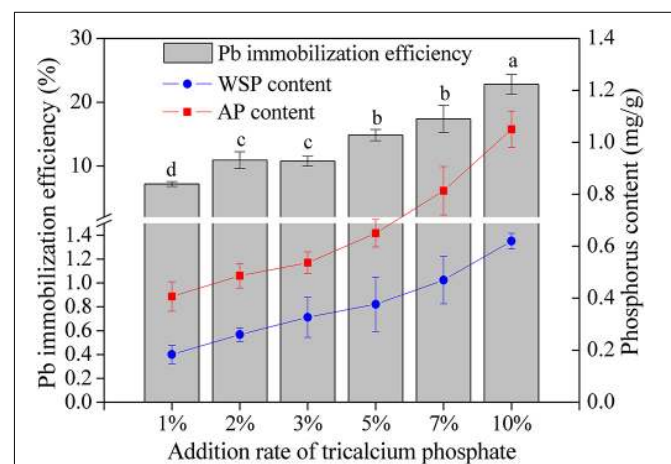 Pb immobilization efficiency
WSP content
AP content
Pb immobilization efficiency (%)
30
20
10
1.4
1.2
1.0
0.8
0.6
0.4
0.2
0.0
d
c
c
b
b
a
1.4
1.2
1.0
0.8
0.6
0.4
0.2
0.0
Phosphorus content (mg/g)
1% 2% 3% 5% 7% 10%
Addition rate of tricalcium phosphate